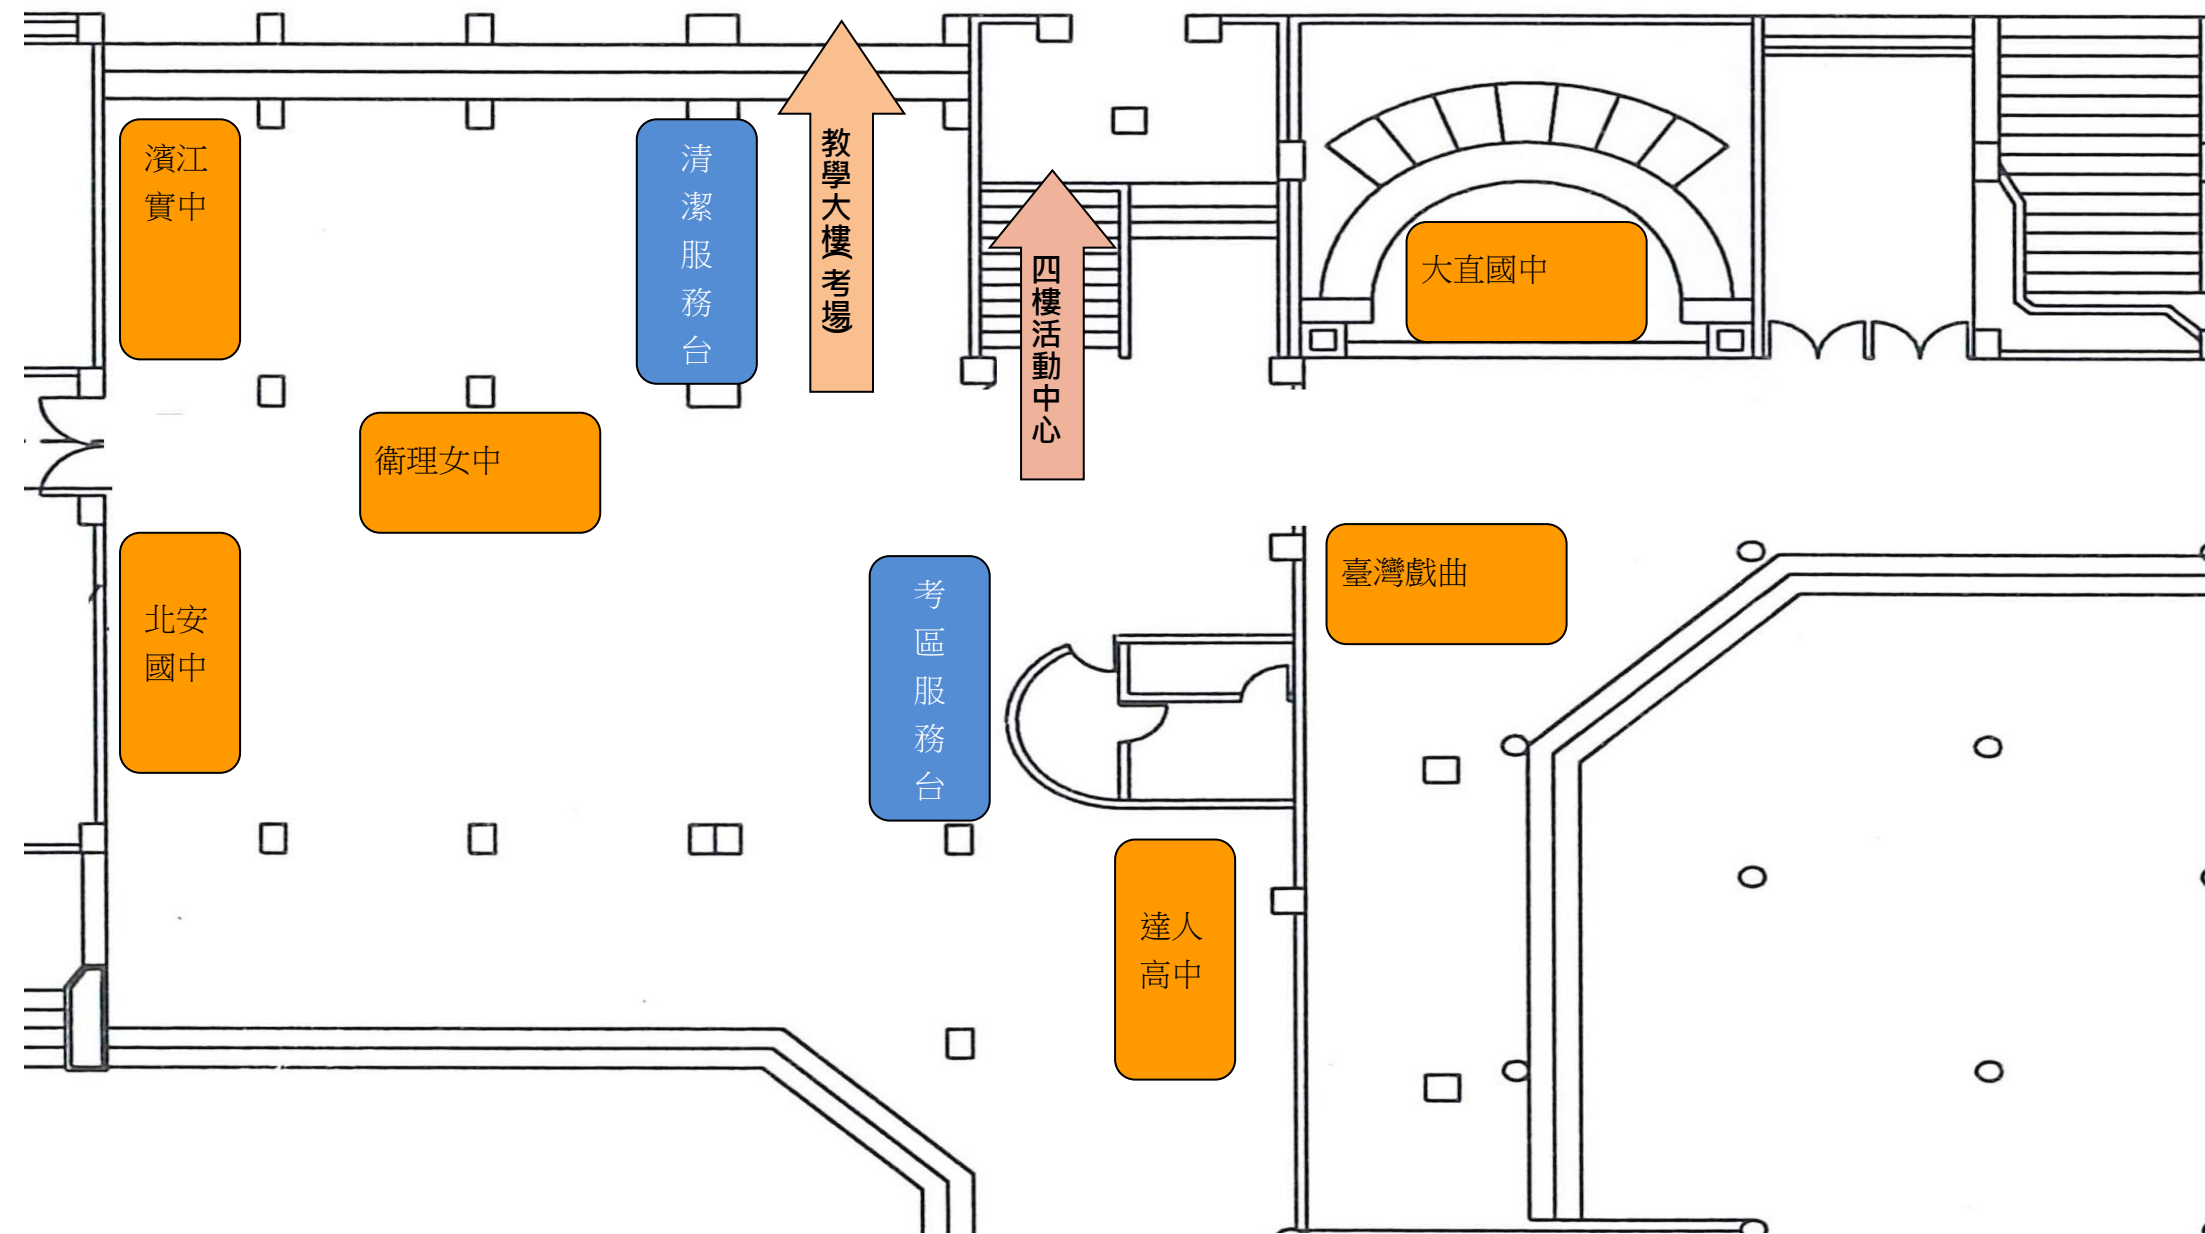 濱江
實中
清潔服務台
教學大樓(考場)
四樓活動中心
大直國中
衛理女中
北安
國中
考區服務台
臺灣戲曲
達人
高中